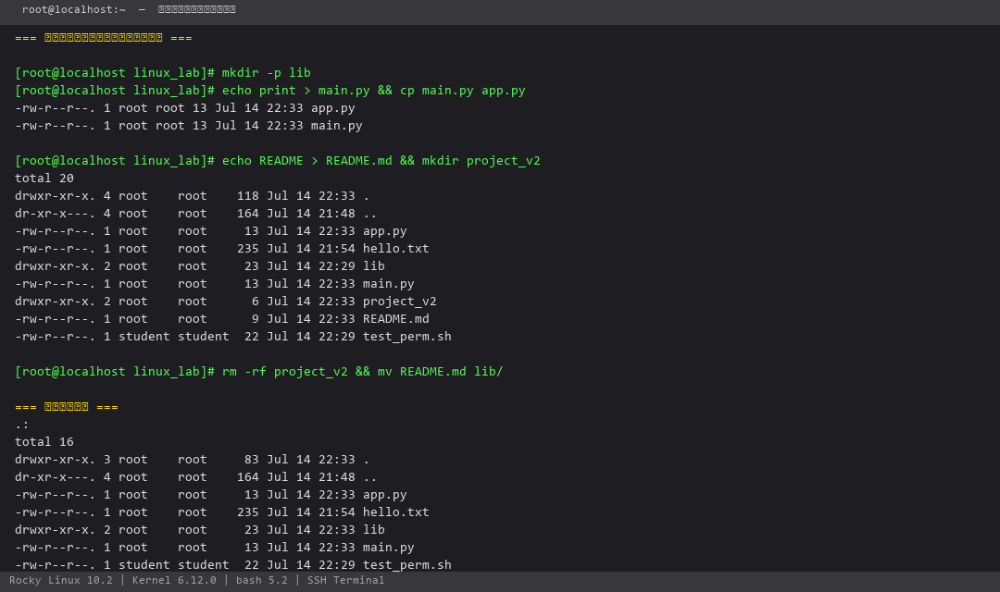 root@localhost:~ —
=== ===
[root@localhost linux_lab]# mkdir -p lib
[root@localhost linux_lab]# echo print > main.py && cp main.py app.py
-rw-r--r--. 1 root root 13 Jul 14 22:33 app.py
-rw-r--r--. 1 root root 13 Jul 14 22:33 main.py
[root@localhost linux_lab]# echo README > README.md && mkdir project_v2
total 20
drwxr-xr-x. 4 root    root    118 Jul 14 22:33 .
dr-xr-x---. 4 root    root    164 Jul 14 21:48 ..
-rw-r--r--. 1 root    root     13 Jul 14 22:33 app.py
-rw-r--r--. 1 root    root    235 Jul 14 21:54 hello.txt
drwxr-xr-x. 2 root    root     23 Jul 14 22:29 lib
-rw-r--r--. 1 root    root     13 Jul 14 22:33 main.py
drwxr-xr-x. 2 root    root      6 Jul 14 22:33 project_v2
-rw-r--r--. 1 root    root      9 Jul 14 22:33 README.md
-rw-r--r--. 1 student student  22 Jul 14 22:29 test_perm.sh
[root@localhost linux_lab]# rm -rf project_v2 && mv README.md lib/
=== ===
.:
total 16
drwxr-xr-x. 3 root    root     83 Jul 14 22:33 .
dr-xr-x---. 4 root    root    164 Jul 14 21:48 ..
-rw-r--r--. 1 root    root     13 Jul 14 22:33 app.py
-rw-r--r--. 1 root    root    235 Jul 14 21:54 hello.txt
drwxr-xr-x. 2 root    root     23 Jul 14 22:33 lib
-rw-r--r--. 1 root    root     13 Jul 14 22:33 main.py
-rw-r--r--. 1 student student  22 Jul 14 22:29 test_perm.sh
Rocky Linux 10.2 | Kernel 6.12.0 | bash 5.2 | SSH Terminal